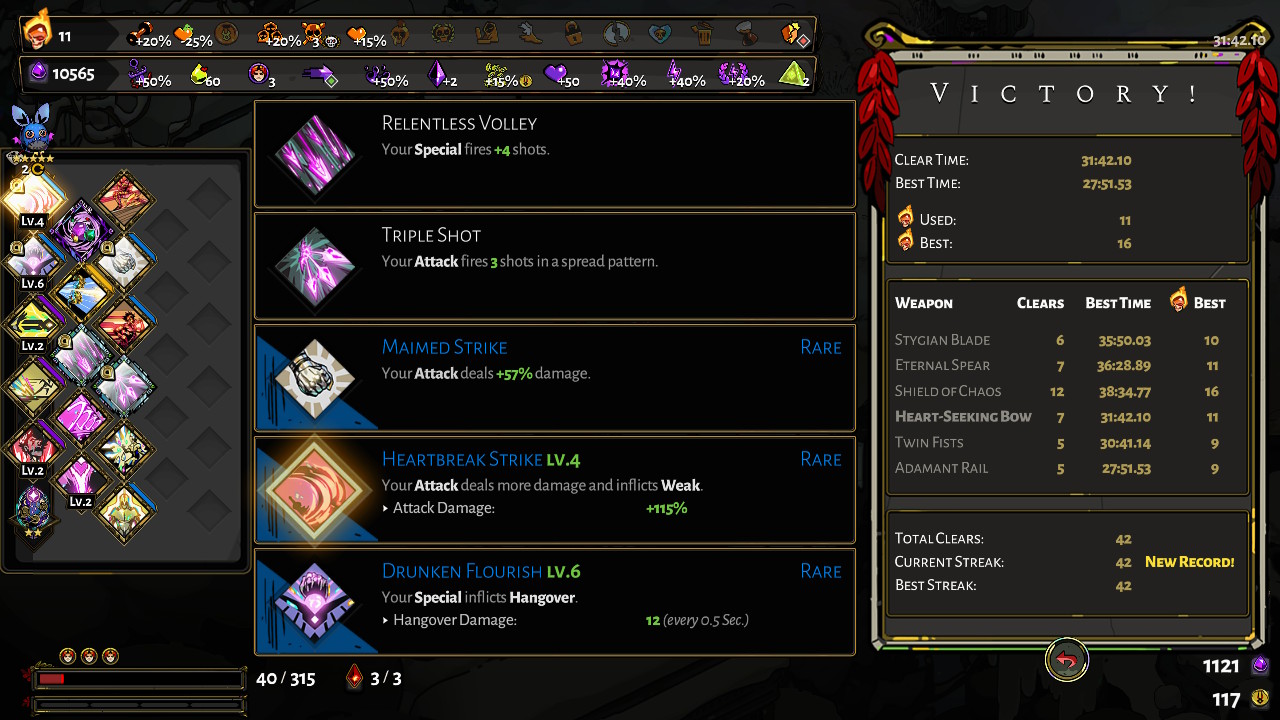 11
+20%
25%
+20%
3
+15%
10565
+50%
60
3
+50%
+2
+15%
+50
+40%
+40%
+20%
2
31:42.10
2
Lv.4
Lv.6
Lv.2
Lv.2
Lv.2
RELENTLESS VOLLEY
Your Special fires +4 shots.
TRIPLE SHOT
Your Attack fires 3 shots in a spread pattern.
MAIMED STRIKE RARE
Your Attack deals +57% damage.
HEARTBREAK STRIKE LV.4 RARE
Your Attack deals more damage and inflicts Weak.
Attack Damage: +115%
DRUNKEN FLOURISH LV.6 RARE
Your Special inflicts Hangover.
Hangover Damage: 12 (every 0.5 Sec.)
40 / 315
3 / 3
VICTORY!
CLEAR TIME: 31:42.10
BEST TIME: 27:51.53
USED: 11
BEST: 16
WEAPON CLEARS BEST TIME BEST
STYGIAN BLADE 6 35:50.03 10
ETERNAL SPEAR 7 36:28.89 11
SHIELD OF CHAOS 12 38:34.77 16
HEART-SEEKING BOW 7 31:42.10 11
TWIN FISTS 5 30:41.14 9
ADAMANT RAIL 5 27:51.53 9
TOTAL CLEARS: 42
CURRENT STREAK: 42 NEW RECORD!
BEST STREAK: 42
1121
117